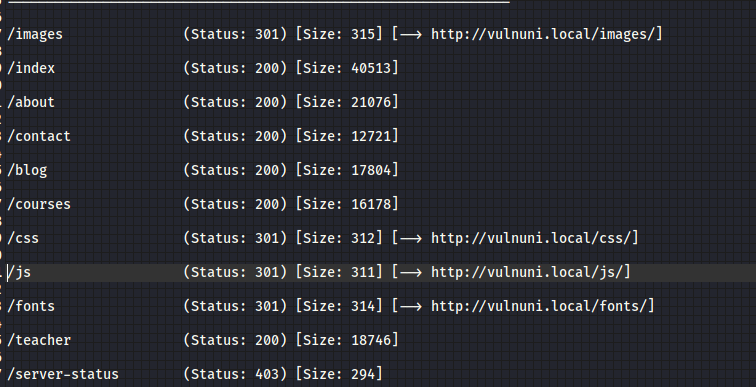 /images (Status: 301) [Size: 315] [--> http://vulnuni.local/images/]
/index (Status: 200) [Size: 40513]
/about (Status: 200) [Size: 21076]
/contact (Status: 200) [Size: 12721]
/blog (Status: 200) [Size: 17804]
/courses (Status: 200) [Size: 16178]
/css (Status: 301) [Size: 312] [--> http://vulnuni.local/css/]
/js (Status: 301) [Size: 311] [--> http://vulnuni.local/js/]
/fonts (Status: 301) [Size: 314] [--> http://vulnuni.local/fonts/]
/teacher (Status: 200) [Size: 18746]
/server-status (Status: 403) [Size: 294]